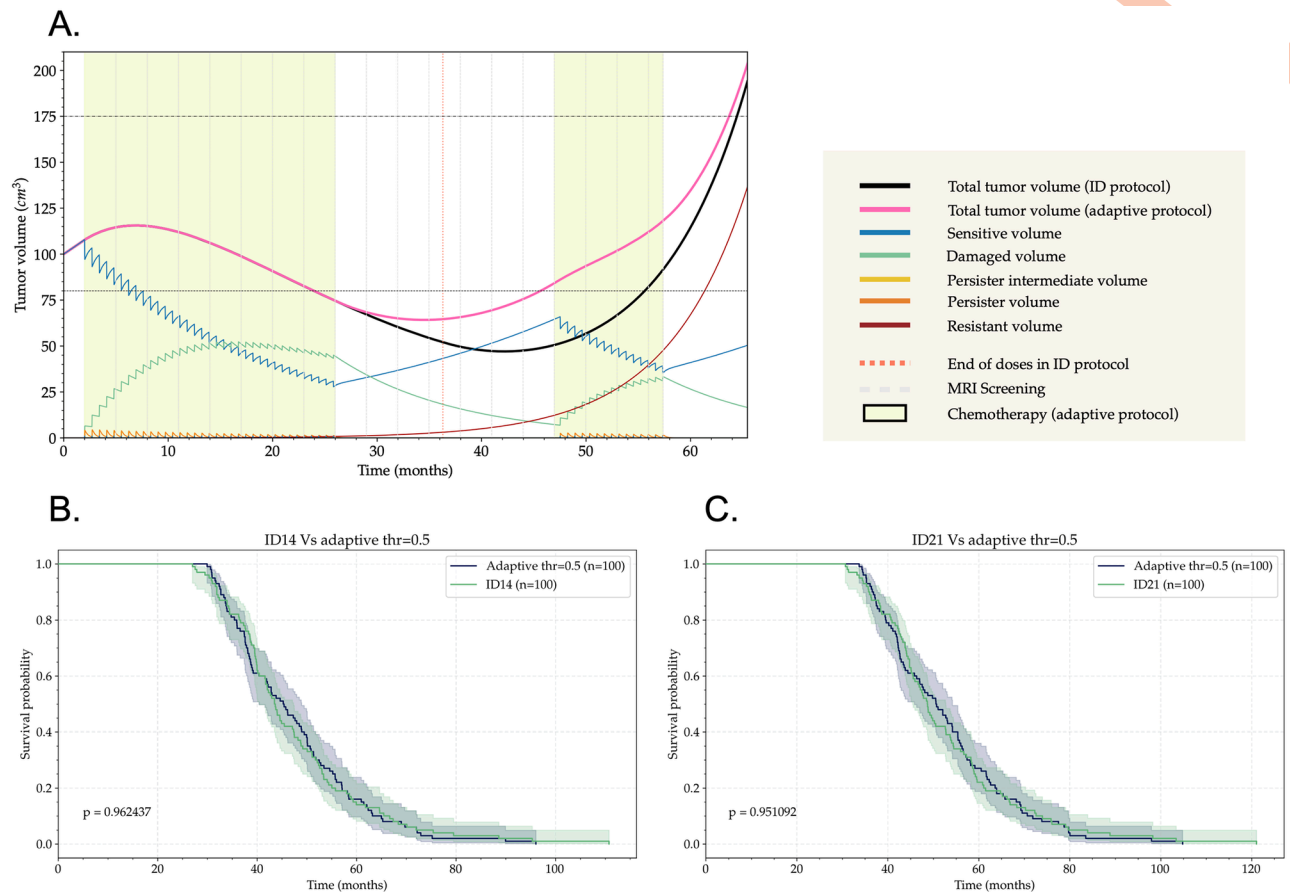 A.
200
175
150
125
100
75
50
25
0
Tumor volume (cm³)
0 10 20 30 40 50 60
Time (months)
Total tumor volume (ID protocol)
Total tumor volume (adaptive protocol)
Sensitive volume
Damaged volume
Persister intermediate volume
Persister volume
Resistant volume
End of doses in ID protocol
MRI Screening
Chemotherapy (adaptive protocol)
B.
ID14 Vs adaptive thr=0.5
Adaptive thr=0.5 (n=100)
ID14 (n=100)
1.0
0.8
0.6
0.4
0.2
0.0
Survival probability
p = 0.962437
0 20 40 60 80 100
Time (months)
C.
ID21 Vs adaptive thr=0.5
Adaptive thr=0.5 (n=100)
ID21 (n=100)
1.0
0.8
0.6
0.4
0.2
0.0
Survival probability
p = 0.951092
0 20 40 60 80 100 120
Time (months)